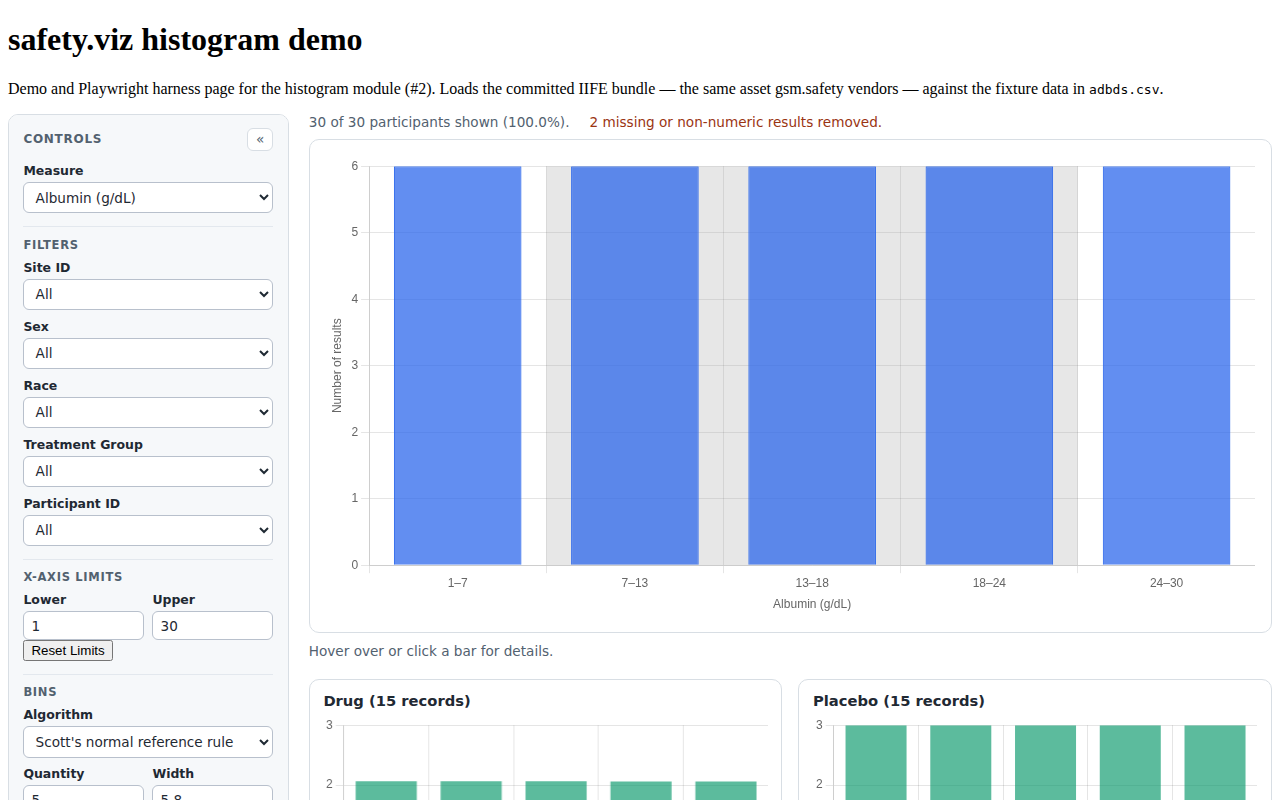 safety.viz histogram demo
Demo and Playwright harness page for the histogram module (#2). Loads the committed IIFE bundle — the same asset gsm.safety vendors — against the fixture data in adbds.csv.
CONTROLS
«
Measure
Albumin (g/dL)
FILTERS
Site ID
All
Sex
All
Race
All
Treatment Group
All
Participant ID
All
X-AXIS LIMITS
Lower Upper
1 30
Reset Limits
BINS
Algorithm
Scott's normal reference rule
Quantity Width
5 5.8
30 of 30 participants shown (100.0%). 2 missing or non-numeric results removed.
6
5
4
3
2
1
0
Number of results
1–7 7–13 13–18 18–24 24–30
Albumin (g/dL)
Hover over or click a bar for details.
Drug (15 records)
3
2
Placebo (15 records)
3
2